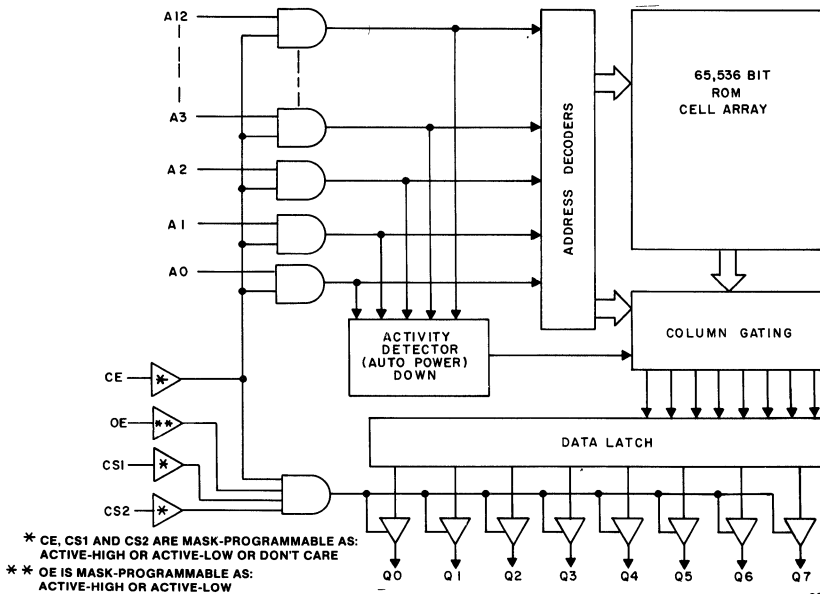 A12
A3
A2
A1
A0
ADDRESS DECODERS
65,536 BIT
ROM
CELL ARRAY
ACTIVITY
DETECTOR
(AUTO POWER)
DOWN
COLUMN GATING
CE
*
OE
**
CS1
*
CS2
*
DATA LATCH
* CE, CS1 AND CS2 ARE MASK-PROGRAMMABLE AS:
ACTIVE-HIGH OR ACTIVE-LOW OR DON'T CARE
** OE IS MASK-PROGRAMMABLE AS:
ACTIVE-HIGH OR ACTIVE-LOW
Q0 Q1 Q2 Q3 Q4 Q5 Q6 Q7